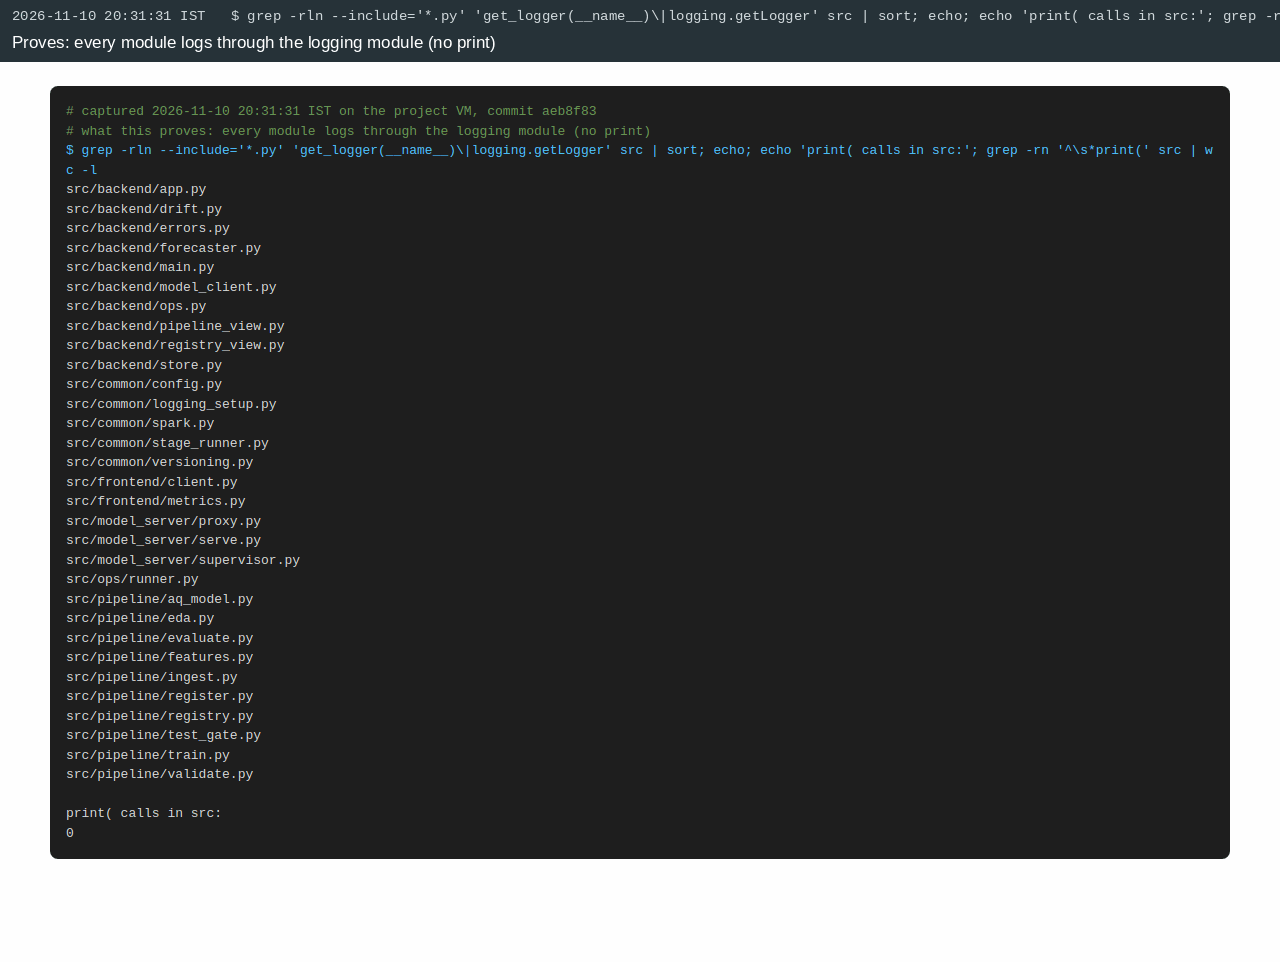 2026-11-10 20:31:31 IST   $ grep -rln --include='*.py' 'get_logger(__name__)\|logging.getLogger' src | sort; echo; echo 'print( calls in src:'; grep -r
Proves: every module logs through the logging module (no print)
# captured 2026-11-10 20:31:31 IST on the project VM, commit aeb8f83
# what this proves: every module logs through the logging module (no print)
$ grep -rln --include='*.py' 'get_logger(__name__)\|logging.getLogger' src | sort; echo; echo 'print( calls in src:'; grep -rn '^\s*print(' src | w
c -l
src/backend/app.py
src/backend/drift.py
src/backend/errors.py
src/backend/forecaster.py
src/backend/main.py
src/backend/model_client.py
src/backend/ops.py
src/backend/pipeline_view.py
src/backend/registry_view.py
src/backend/store.py
src/common/config.py
src/common/logging_setup.py
src/common/spark.py
src/common/stage_runner.py
src/common/versioning.py
src/frontend/client.py
src/frontend/metrics.py
src/model_server/proxy.py
src/model_server/serve.py
src/model_server/supervisor.py
src/ops/runner.py
src/pipeline/aq_model.py
src/pipeline/eda.py
src/pipeline/evaluate.py
src/pipeline/features.py
src/pipeline/ingest.py
src/pipeline/register.py
src/pipeline/registry.py
src/pipeline/test_gate.py
src/pipeline/train.py
src/pipeline/validate.py
print( calls in src:
0